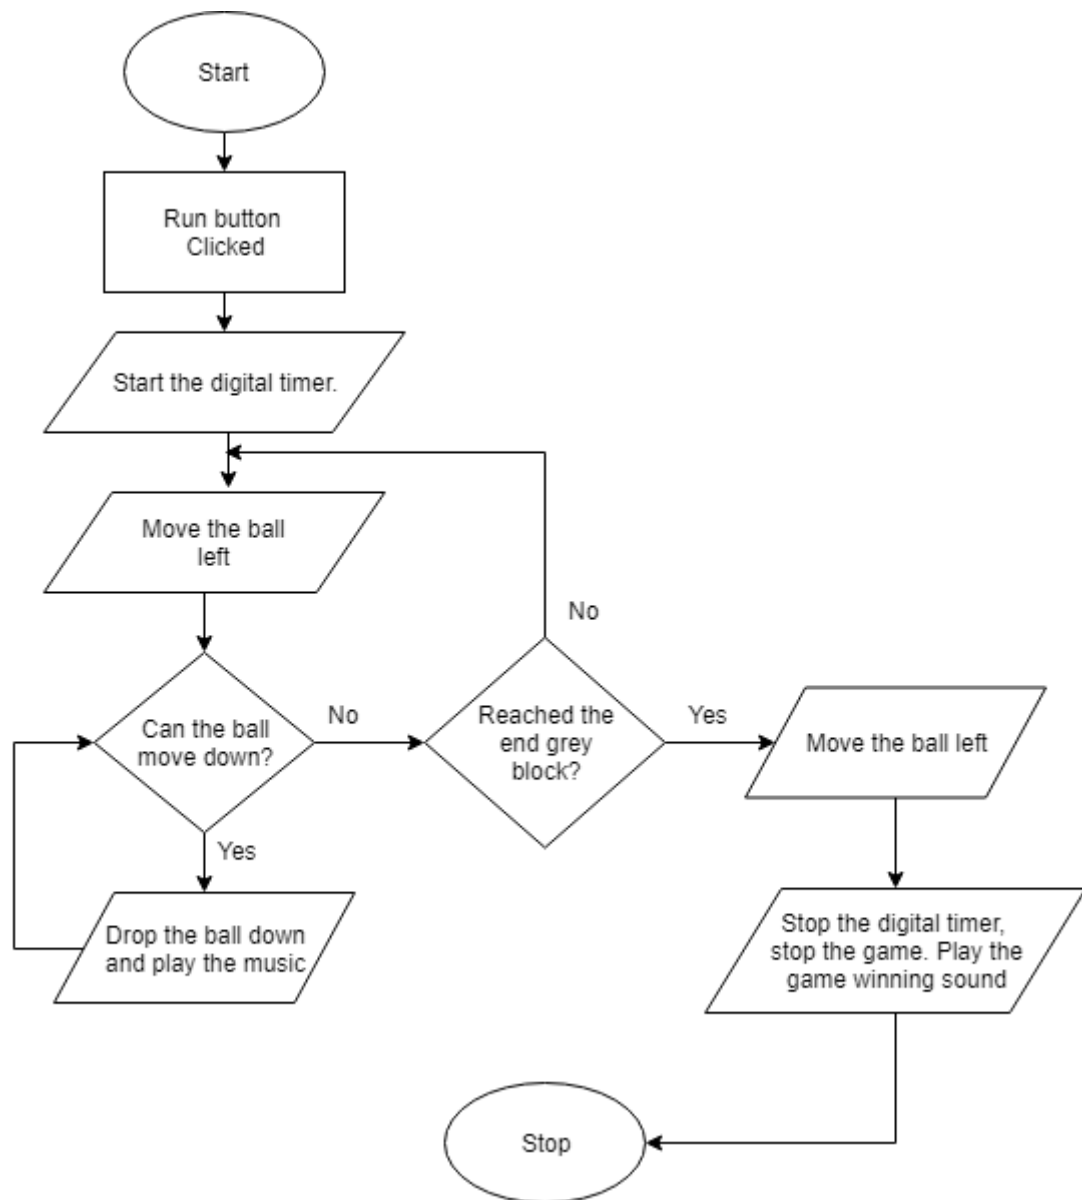 Start
Run button
Clicked
Start the digital timer.
Move the ball
left
No
Can the ball
move down?
No
Reached the
end grey
block?
Yes
Move the ball left
Yes
Drop the ball down
and play the music
Stop the digital timer,
stop the game. Play the
game winning sound
Stop